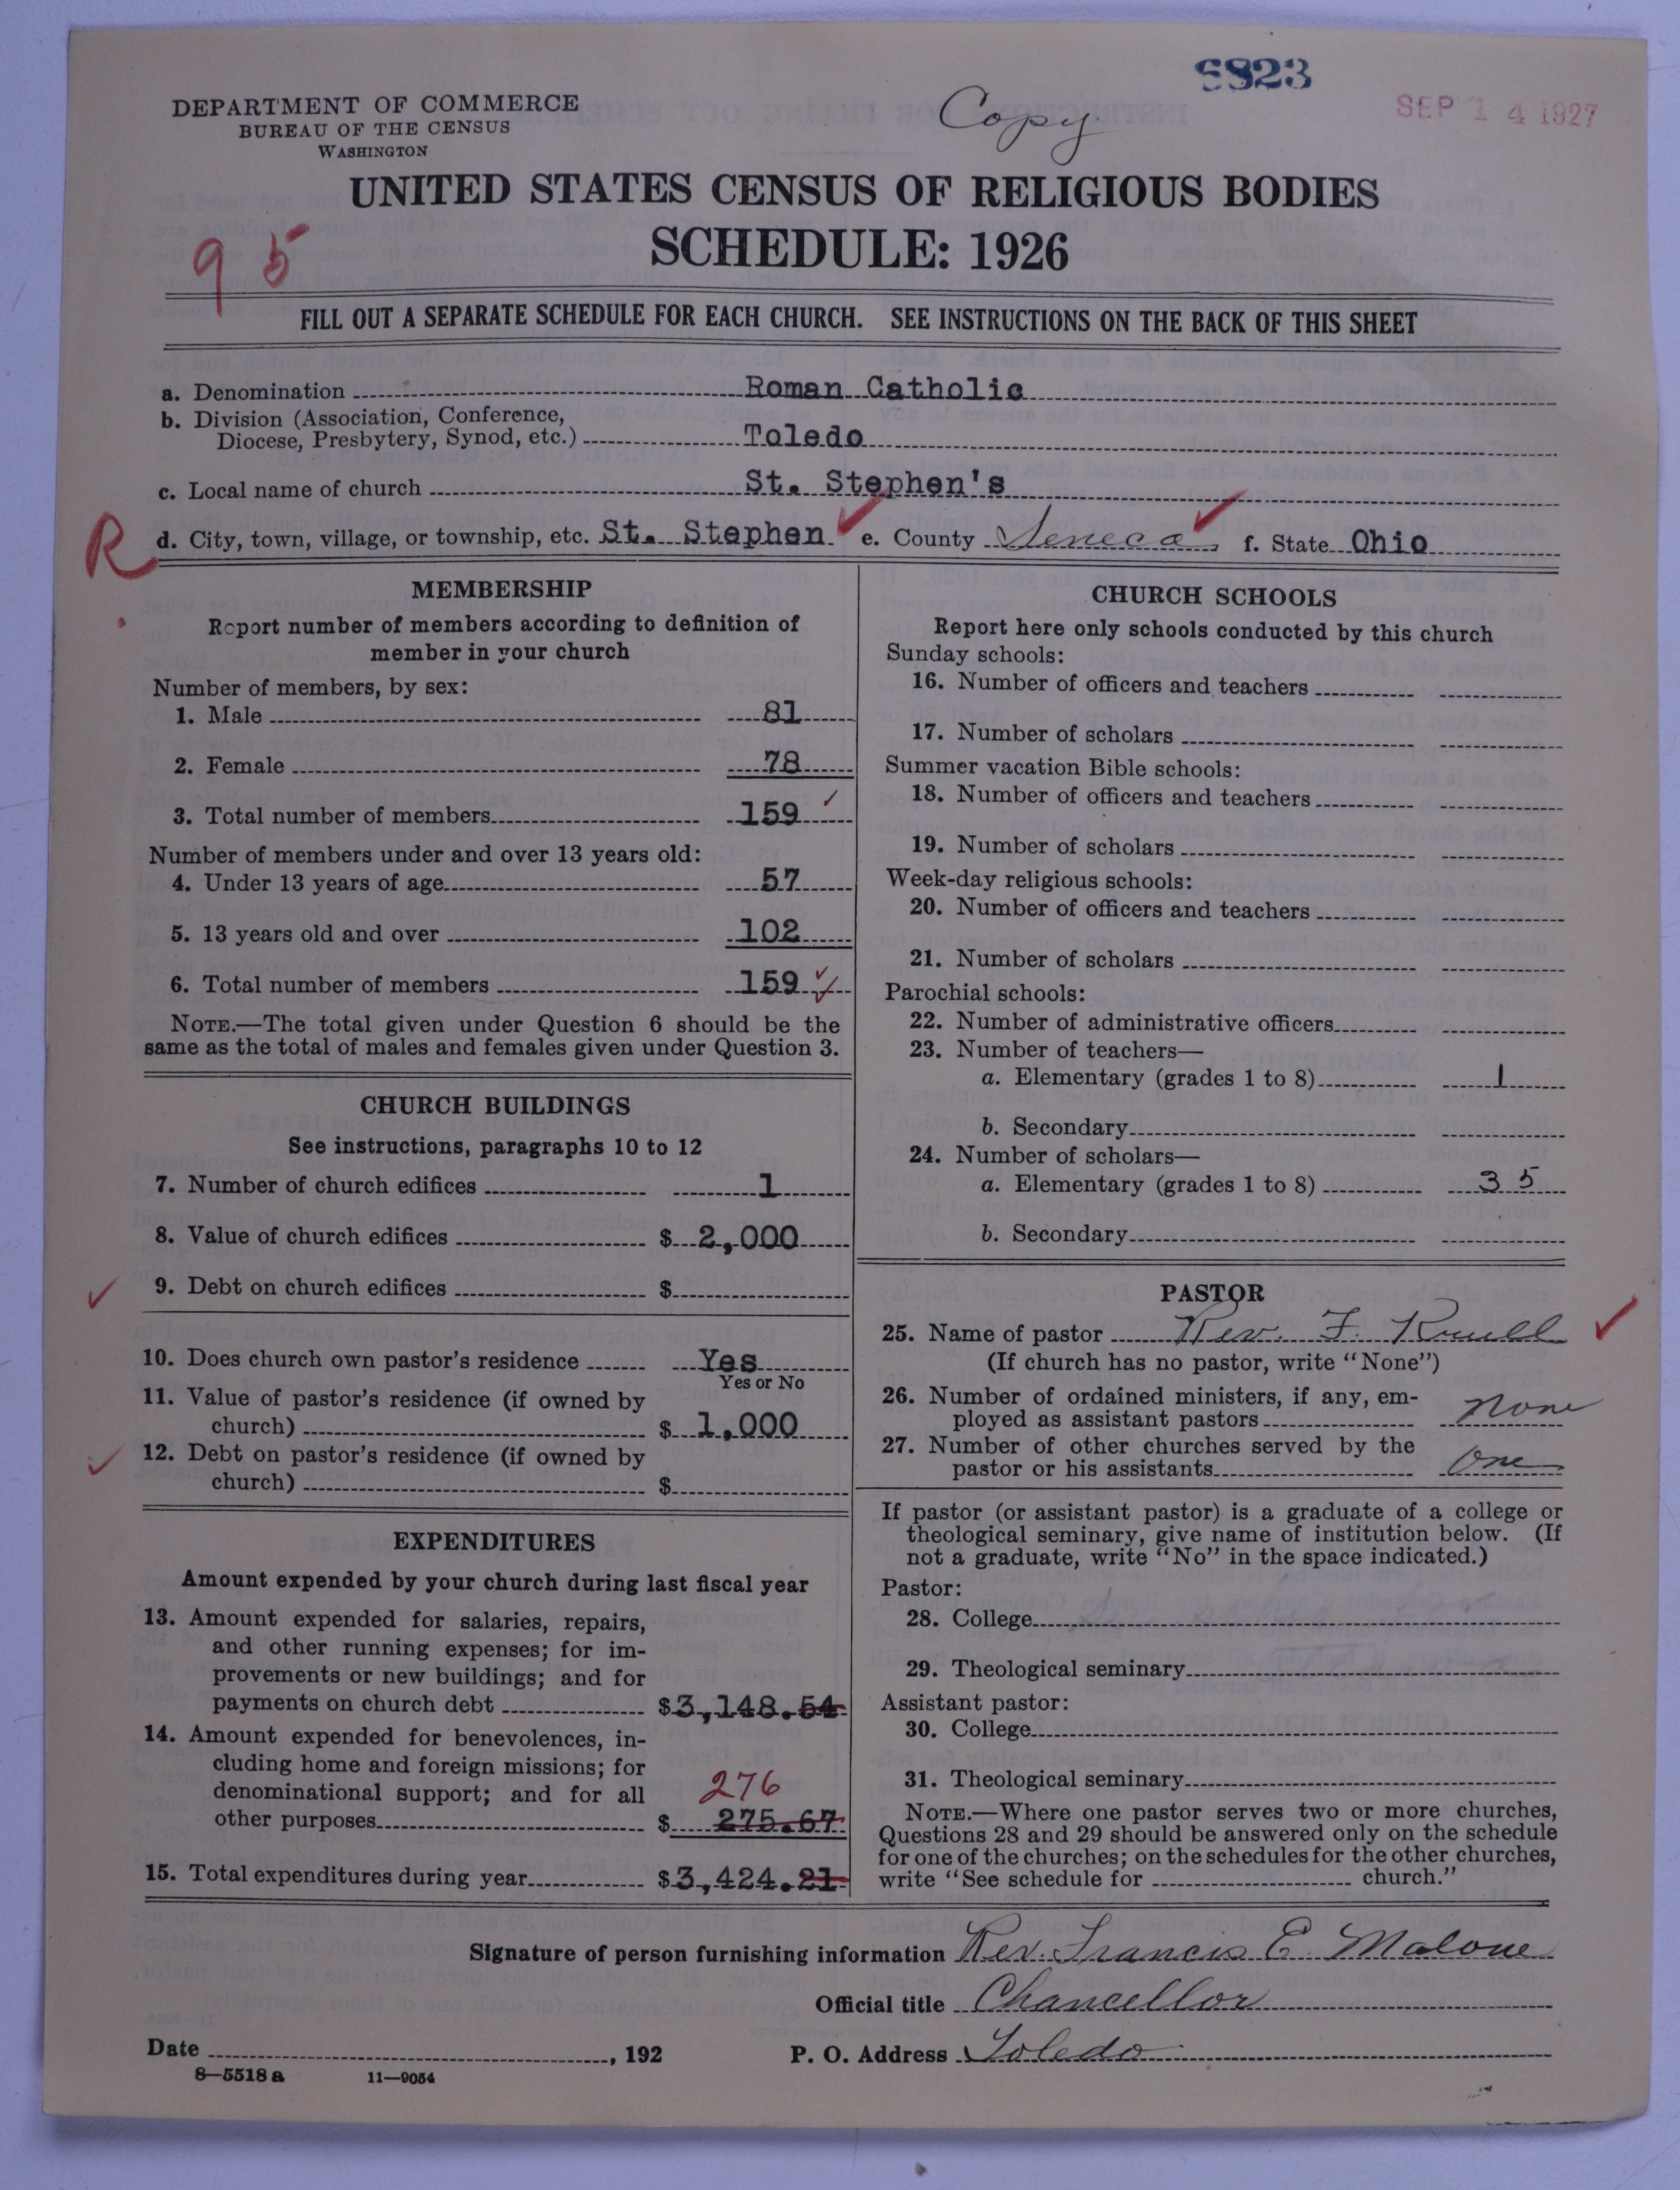 S823
Copy
SEP 14 1927
DEPARTMENT OF COMMERCE
BUREAU OF THE CENSUS
WASHINGTON
UNITED STATES CENSUS OF RELIGIOUS BODIES
SCHEDULE: 1926
95
FILL OUT A SEPARATE SCHEDULE FOR EACH CHURCH. SEE INSTRUCTIONS ON THE BACK OF THIS SHEET
a. Denomination Roman Catholic
b. Division (Association, Conference,
Diocese, Presbytery, Synod, etc.) Toledo
c. Local name of church St. Stephen's
R d. City, town, village, or township, etc. St. Stephen e. County Seneca f. State Ohio
MEMBERSHIP
Report number of members according to definition of
member in your church
Number of members, by sex:
1. Male 81
2. Female 78
3. Total number of members 159
Number of members under and over 13 years old:
4. Under 13 years of age 57
5. 13 years old and over 102
6. Total number of members 159
NOTE.—The total given under Question 6 should be the
same as the total of males and females given under Question 3.
CHURCH BUILDINGS
See instructions, paragraphs 10 to 12
7. Number of church edifices 1
8. Value of church edifices $ 2,000
9. Debt on church edifices $
10. Does church own pastor's residence Yes
Yes or No
11. Value of pastor's residence (if owned by
church) $ 1,000
12. Debt on pastor's residence (if owned by
church) $
EXPENDITURES
Amount expended by your church during last fiscal year
13. Amount expended for salaries, repairs,
and other running expenses; for im-
provements or new buildings; and for
payments on church debt $3,148.54
14. Amount expended for benevolences, in-
cluding home and foreign missions; for
denominational support; and for all 276
other purposes $ 275.67
15. Total expenditures during year $3,424.21
CHURCH SCHOOLS
Report here only schools conducted by this church
Sunday schools:
16. Number of officers and teachers
17. Number of scholars
Summer vacation Bible schools:
18. Number of officers and teachers
19. Number of scholars
Week-day religious schools:
20. Number of officers and teachers
21. Number of scholars
Parochial schools:
22. Number of administrative officers
23. Number of teachers—
a. Elementary (grades 1 to 8) 1
b. Secondary
24. Number of scholars—
a. Elementary (grades 1 to 8) 35
b. Secondary
PASTOR
25. Name of pastor Rev. F.
(If church has no pastor, write "None")
26. Number of ordained ministers, if any, em-
ployed as assistant pastors none
27. Number of other churches served by the
pastor or his assistants One
If pastor (or assistant pastor) is a graduate of a college or
theological seminary, give name of institution below. (If
not a graduate, write "No" in the space indicated.)
Pastor:
28. College
29. Theological seminary
Assistant pastor:
30. College
31. Theological seminary
NOTE.—Where one pastor serves two or more churches,
Questions 28 and 29 should be answered only on the schedule
for one of the churches; on the schedules for the other churches,
write "See schedule for church."
Signature of person furnishing information Rev. Francis E. Malone
Official title Chancellor
Date , 192 P. O. Address Toledo
8—5518 a 11—9054